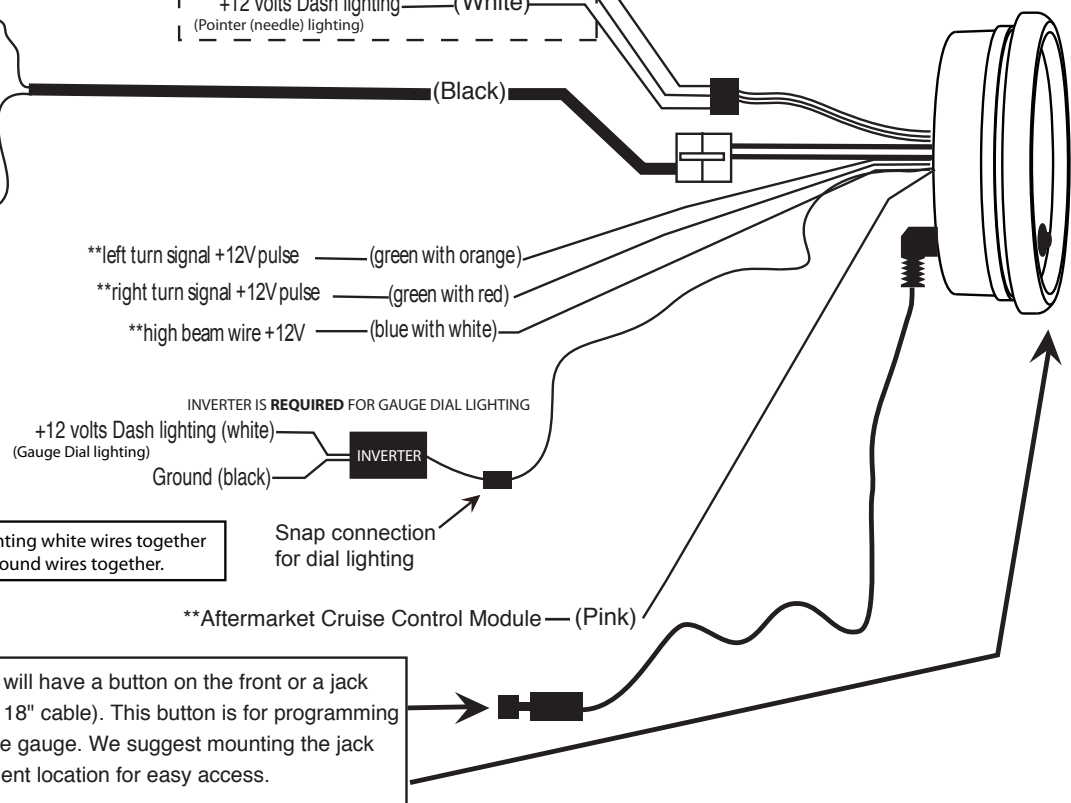 +12 volts Dash lighting (White)
(Pointer (needle) lighting)
(Black)
**left turn signal +12V pulse (green with orange)
**right turn signal +12V pulse (green with red)
**high beam wire +12V (blue with white)
INVERTER IS REQUIRED FOR GAUGE DIAL LIGHTING
+12 volts Dash lighting (white)
(Gauge Dial lighting)
INVERTER
Ground (black)
Snap connection
for dial lighting
hting white wires together
ound wires together.
**Aftermarket Cruise Control Module — (Pink)
will have a button on the front or a jack
18" cable). This button is for programming
e gauge. We suggest mounting the jack
ent location for easy access.